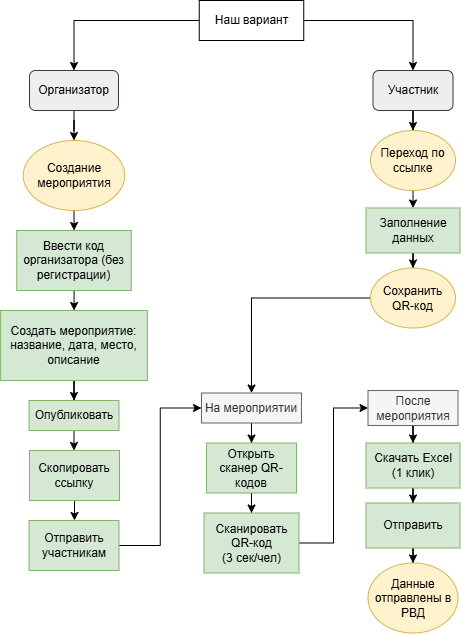 Наш вариант
Организатор
Участник
Создание
мероприятия
Переход по
ссылке
Ввести код
организатора (без
регистрации)
Заполнение
данных
Создать мероприятие:
название, дата, место,
описание
Сохранить
QR-код
Опубликовать
На мероприятии
После
мероприятия
Скопировать
ссылку
Открыть
сканер QR-
кодов
Скачать Excel
(1 клик)
Отправить
участникам
Сканировать
QR-код
(3 сек/чел)
Отправить
Данные
отправлены в
РВД